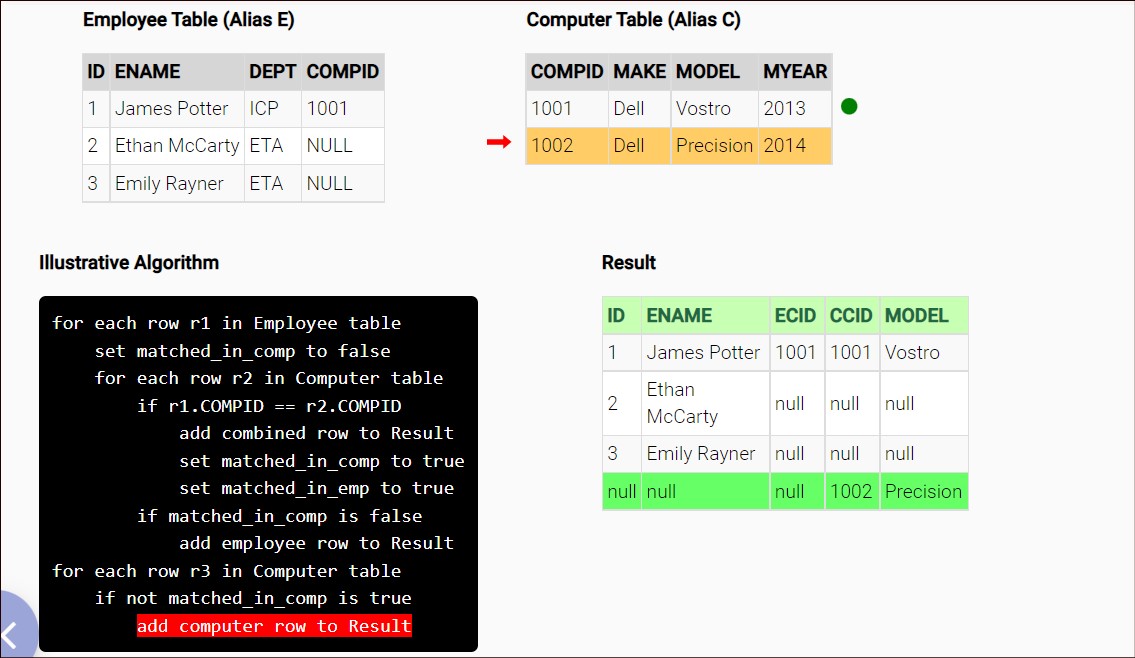 Employee Table (Alias E)
ID ENAME DEPT COMPID
1 James Potter ICP 1001
2 Ethan McCarty ETA NULL
3 Emily Rayner ETA NULL
Computer Table (Alias C)
COMPID MAKE MODEL MYEAR
1001 Dell Vostro 2013
1002 Dell Precision 2014
Illustrative Algorithm
for each row r1 in Employee table
    set matched_in_comp to false
    for each row r2 in Computer table
        if r1.COMPID == r2.COMPID
            add combined row to Result
            set matched_in_comp to true
            set matched_in_emp to true
        if matched_in_comp is false
            add employee row to Result
for each row r3 in Computer table
    if not matched_in_comp is true
        add computer row to Result
Result
ID ENAME ECID CCID MODEL
1 James Potter 1001 1001 Vostro
2 Ethan
McCarty null null null
3 Emily Rayner null null null
null null null 1002 Precision